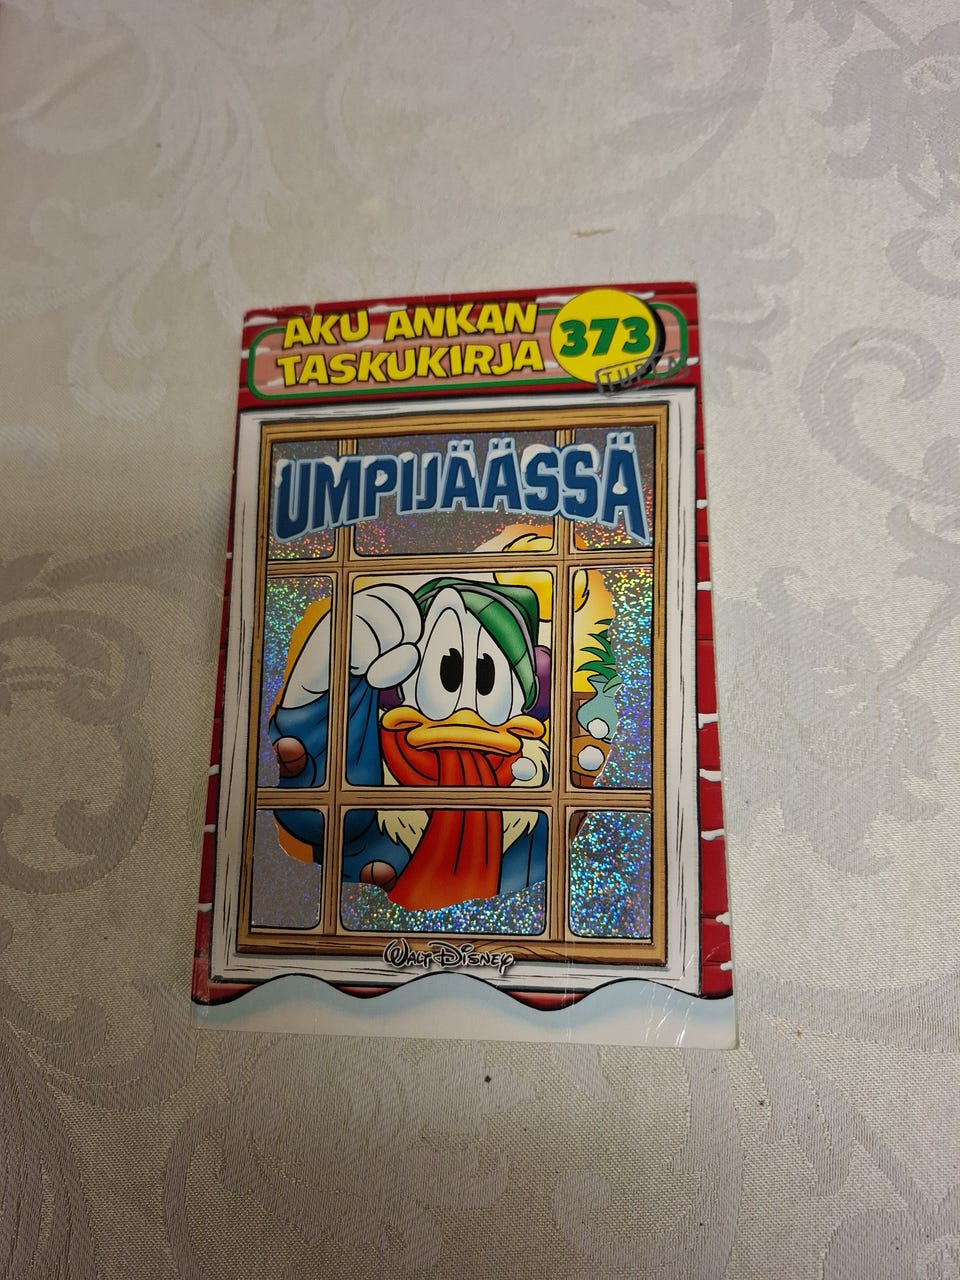 AKU ANKAN
TASKUKIRJA
373
UMPIJÄÄSSÄ
WALT DISNEY